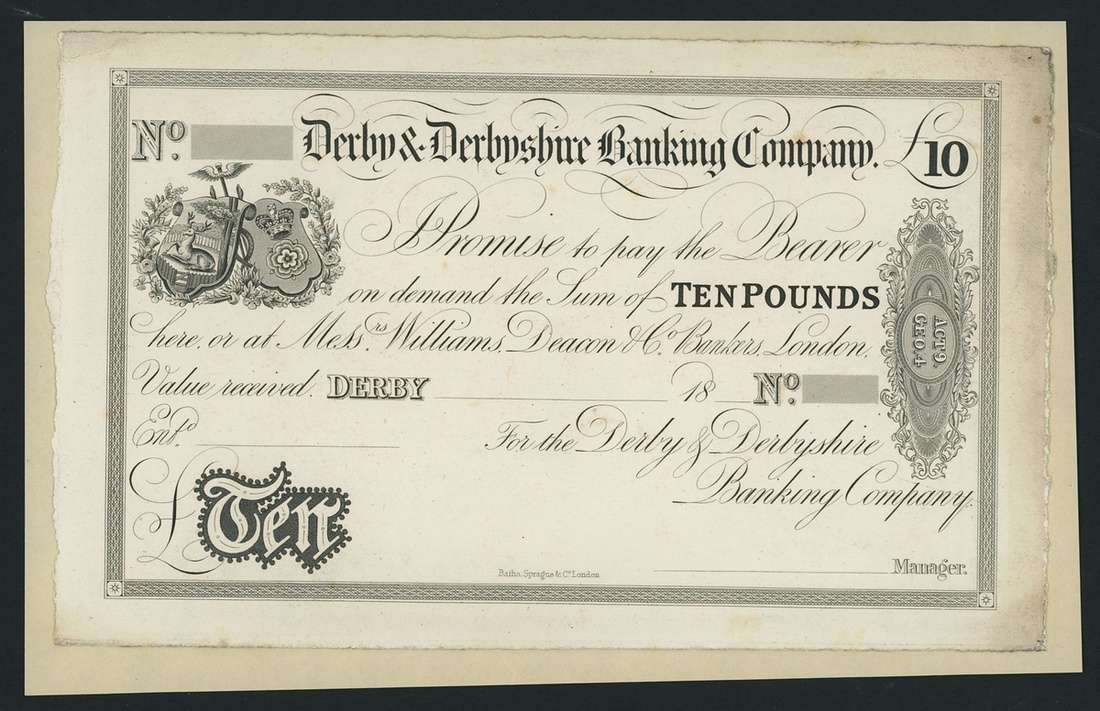 No. Derby & Derbyshire Banking Company. £10
I Promise to pay the Bearer
on demand the Sum of TEN POUNDS
here, or at Messrs. Williams, Deacon & Co. Bankers, London.
Value received. DERBY 18 No.
Entd.
For the Derby & Derbyshire
Banking Company.
£ Ten
Manager.
Batho, Sprague & Co. London
ACT 9.
GEO. 4